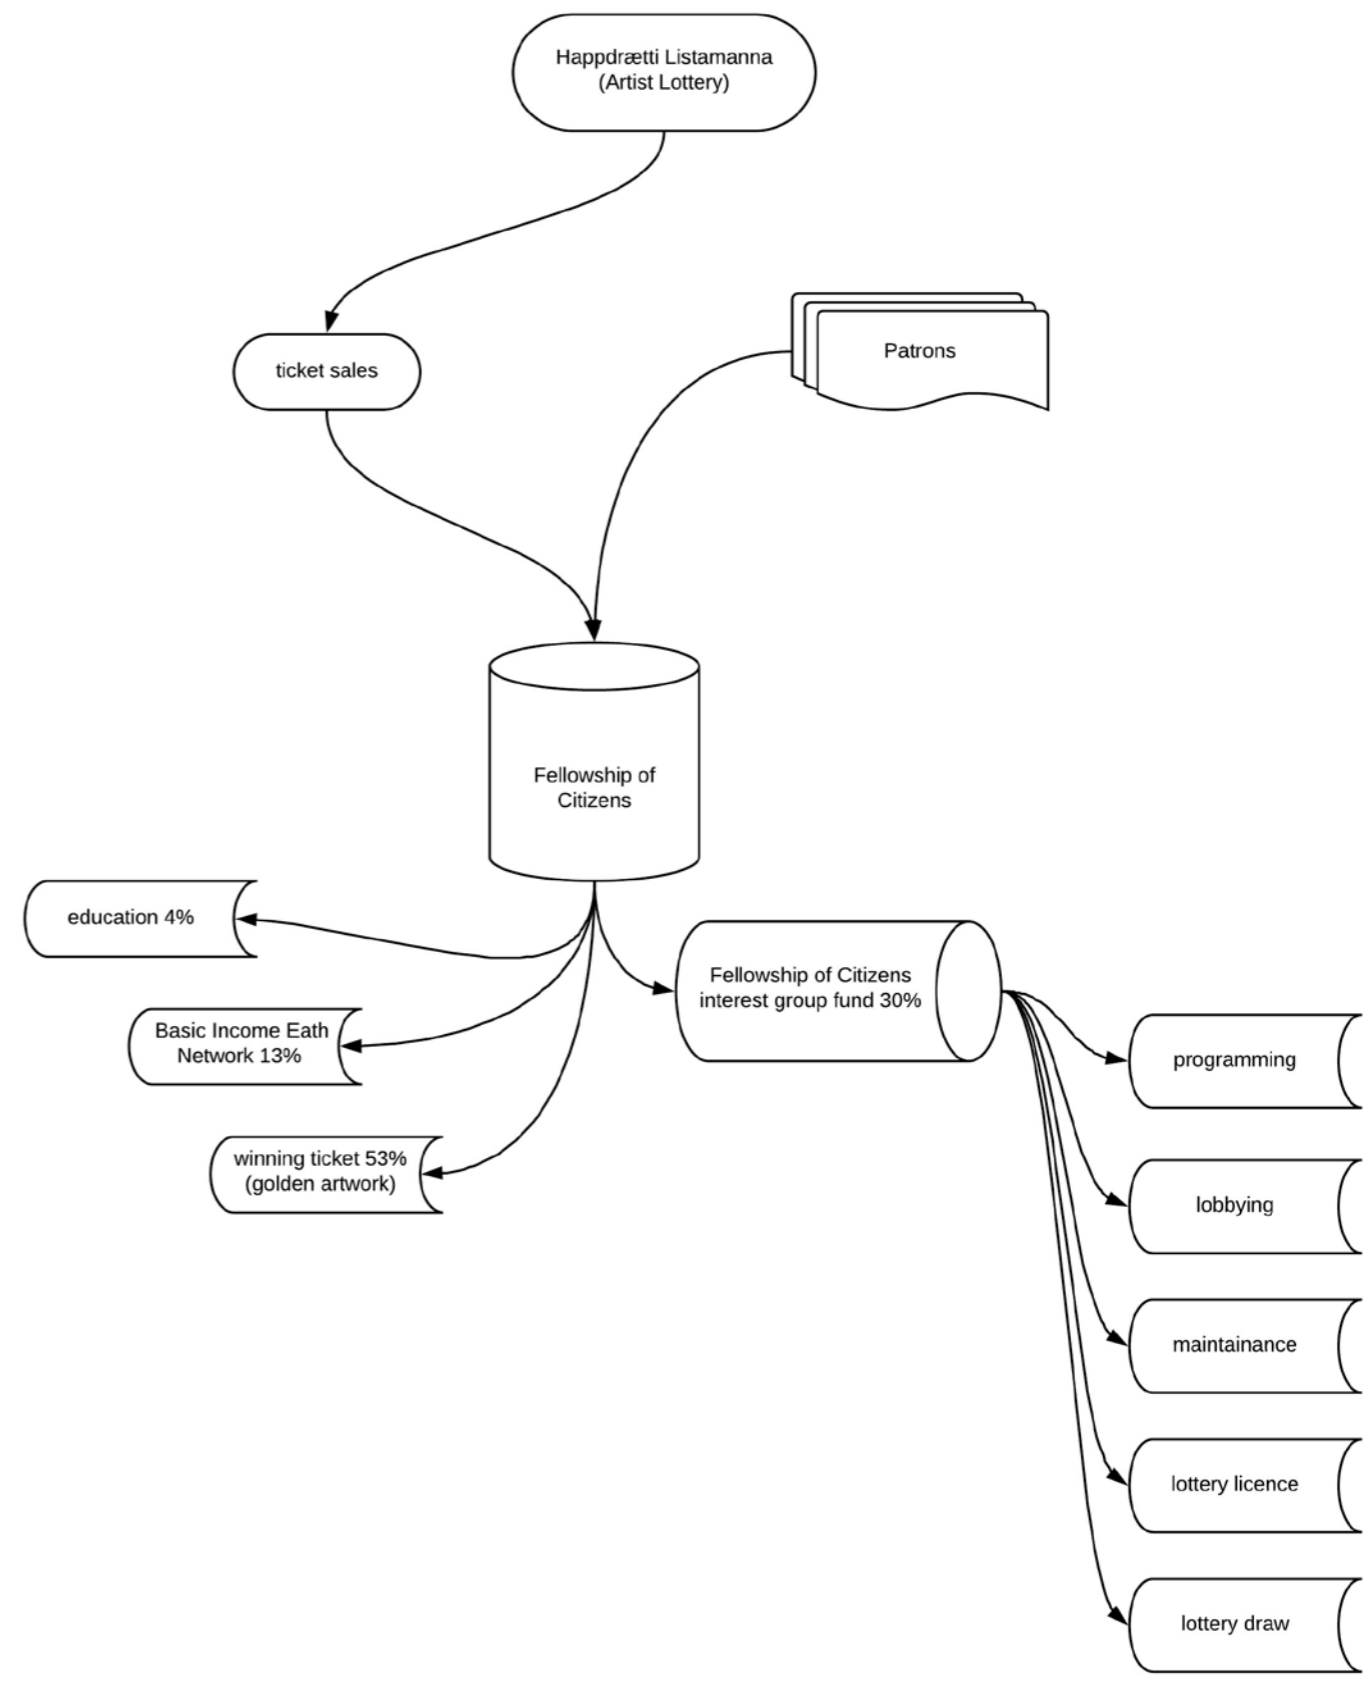 Happdrætti Listamanna
(Artist Lottery)
ticket sales
Patrons
Fellowship of
Citizens
education 4%
Basic Income Eath
Network 13%
winning ticket 53%
(golden artwork)
Fellowship of Citizens
interest group fund 30%
programming
lobbying
maintainance
lottery licence
lottery draw